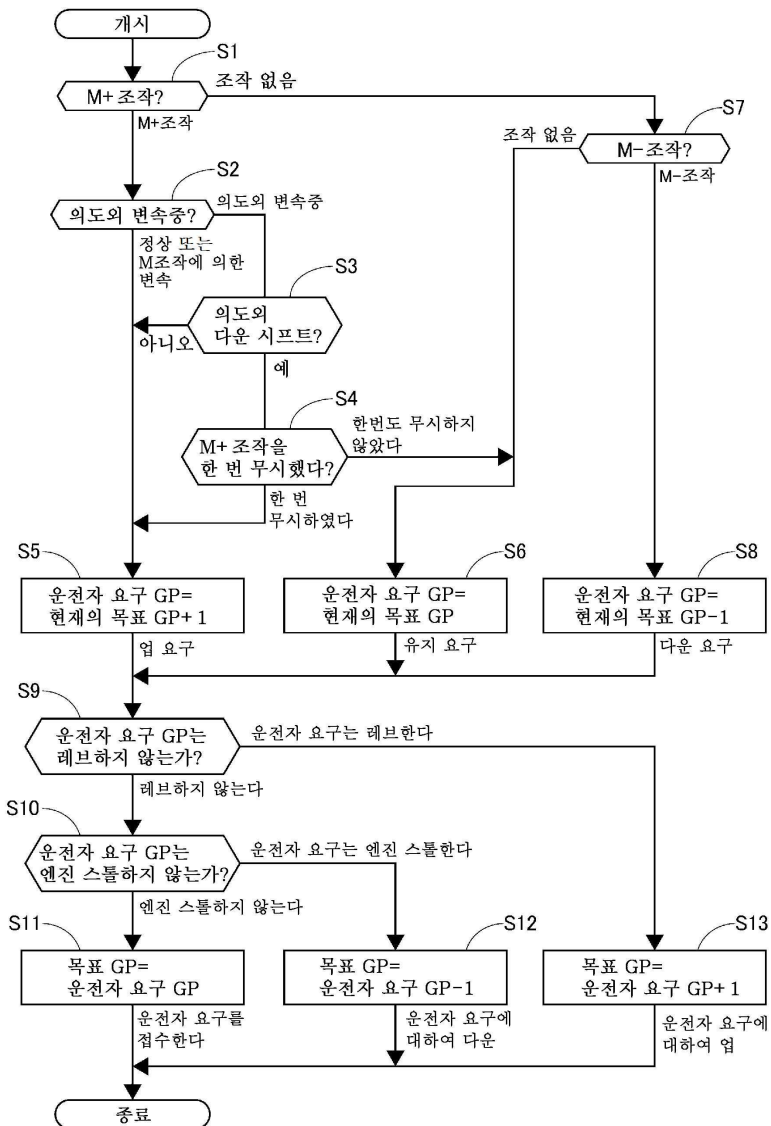 개시
S1
M+조작?
조작 없음
M+조작
S7
M-조작?
조작 없음
M-조작
S2
의도외 변속중?
의도외 변속중
정상 또는
M조작에 의한
변속
S3
의도외
다운 시프트?
아니오
예
S4
M+조작을
한 번 무시했다?
한번도 무시하지
않았다
한 번
무시하였다
S5
운전자 요구 GP=
현재의 목표 GP+1
업 요구
S6
운전자 요구 GP=
현재의 목표 GP
유지 요구
S8
운전자 요구 GP=
현재의 목표 GP-1
다운 요구
S9
운전자 요구 GP는
레브하지 않는가?
운전자 요구는 레브한다
레브하지 않는다
S10
운전자 요구 GP는
엔진 스톨하지 않는가?
운전자 요구는 엔진 스톨한다
엔진 스톨하지 않는다
S11
목표 GP=
운전자 요구 GP
운전자 요구를
접수한다
S12
목표 GP=
운전자 요구 GP-1
운전자 요구에
대하여 다운
S13
목표 GP=
운전자 요구 GP+1
운전자 요구에
대하여 업
종료